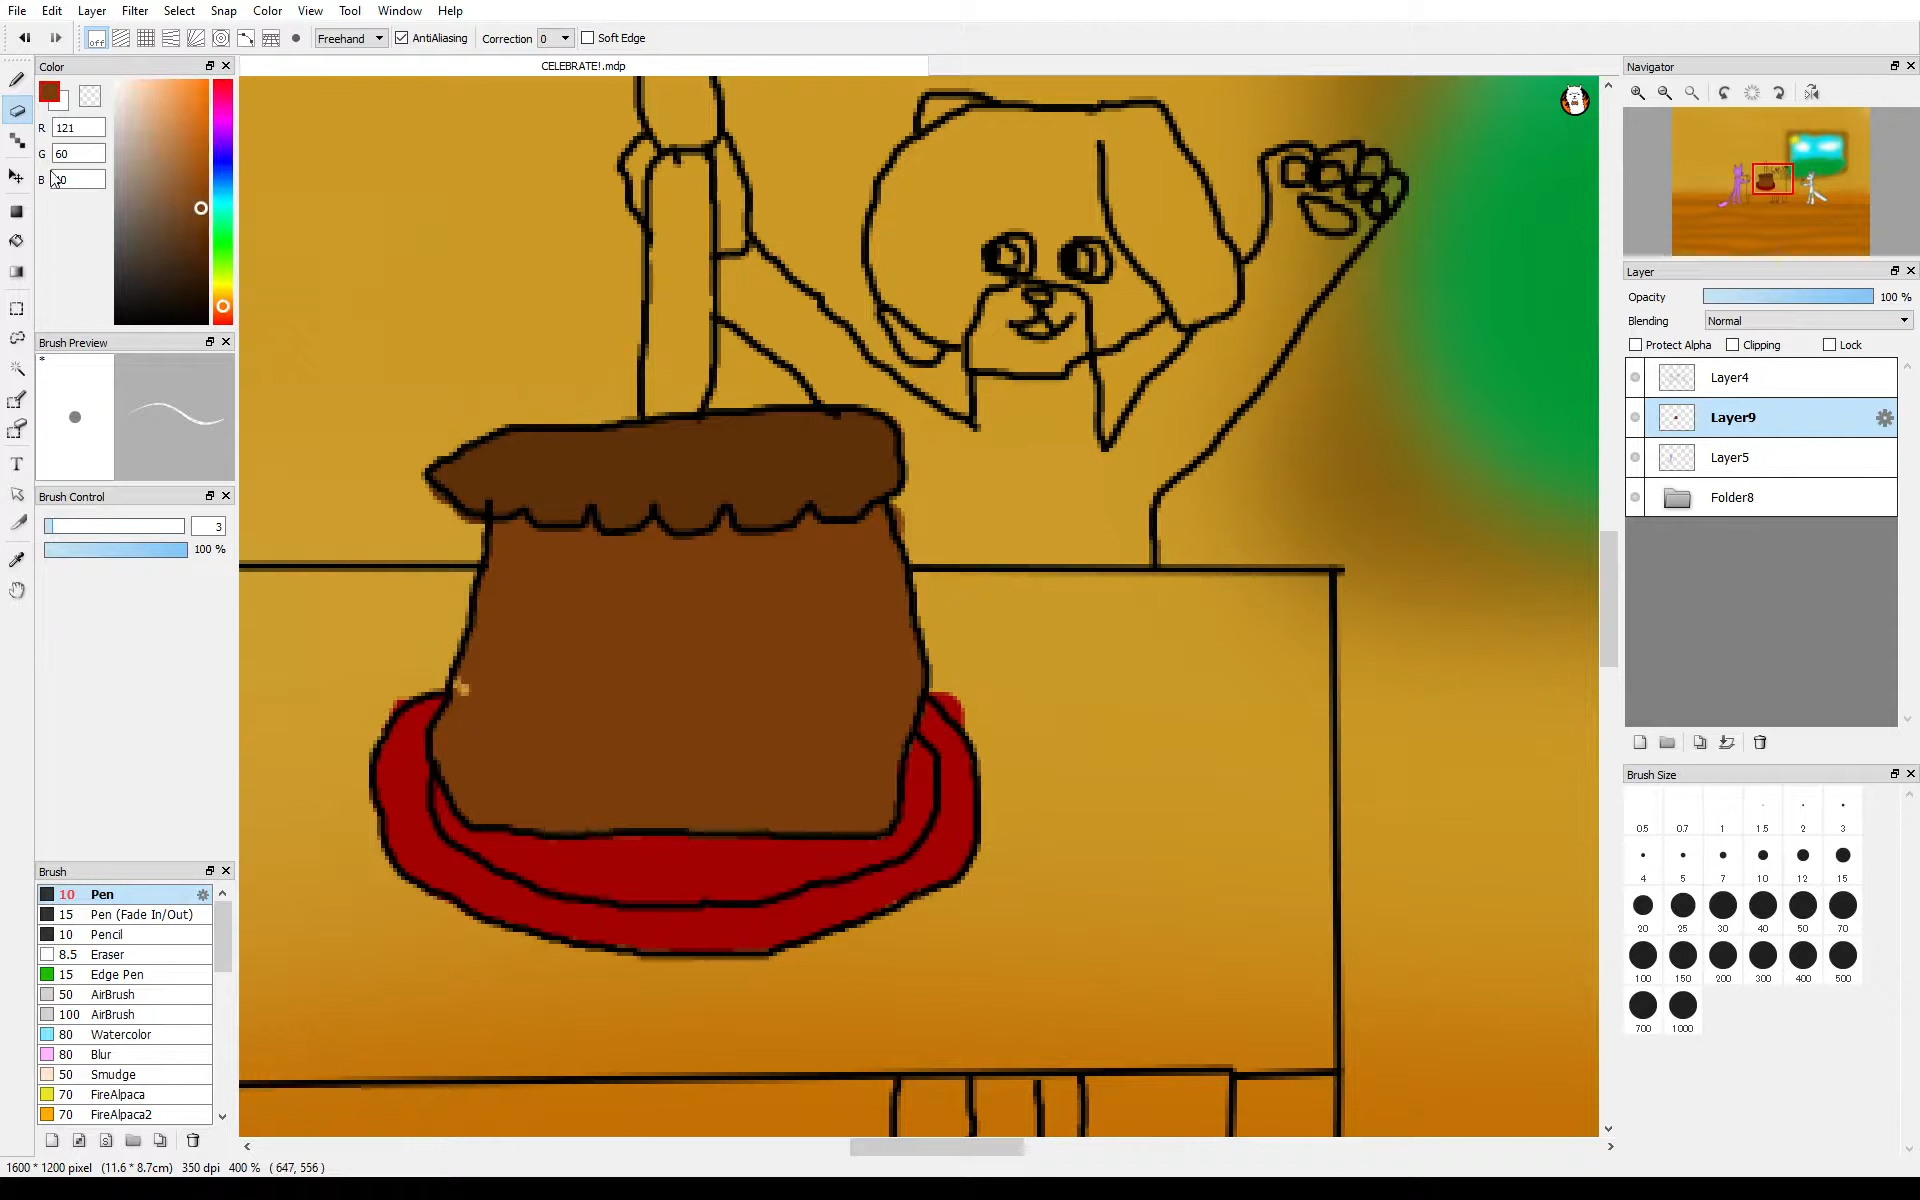 File Edit Layer Filter Select Snap Color View Tool Window Help
off Freehand AntiAliasing Correction 0 Soft Edge
Color
CELEBRATE!.mdp
Navigator
R 121
G 60
B
Layer
Opacity 100 %
Blending Normal
Protect Alpha Clipping Lock
Brush Preview
*
Layer4
Layer9
Layer5
Folder8
Brush Control
3
100 %
Brush Size
0.5 0.7 1 1.5 2 3
4 5 7 10 12 15
20 25 30 40 50 70
100 150 200 300 400 500
700 1000
Brush
10 Pen
15 Pen (Fade In/Out)
10 Pencil
8.5 Eraser
15 Edge Pen
50 AirBrush
100 AirBrush
80 Watercolor
80 Blur
50 Smudge
70 FireAlpaca
70 FireAlpaca2
1600 * 1200 pixel (11.6 * 8.7cm) 350 dpi 400 % ( 647, 556 )